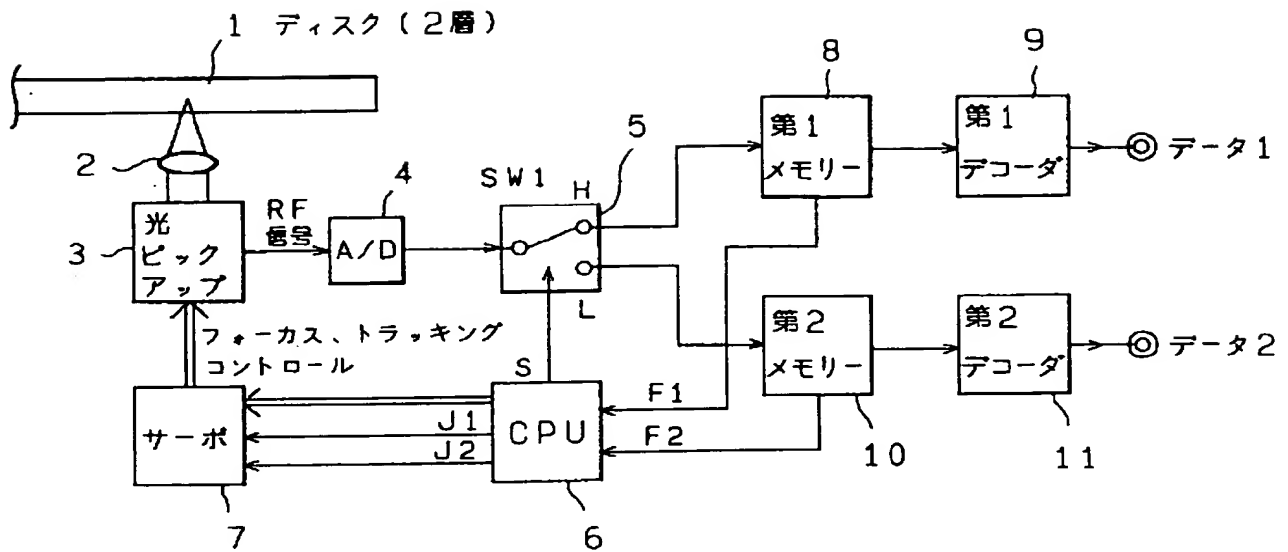 1 ディスク(2層)
2
光
ピック
アップ
3
RF
信号
4
A/D
SW1
H
L
5
8
第1
メモリー
9
第1
デコーダ
データ1
フォーカス、トラッキング
コントロール
サーボ
7
J1
J2
S
CPU
6
F1
F2
第2
メモリー
10
第2
デコーダ
11
データ2